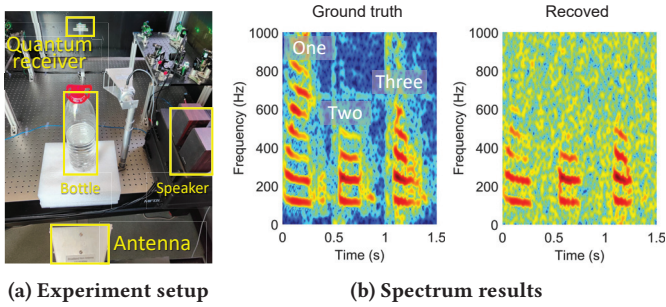 Quantum
receiver
Bottle
Speaker
Antenna
(a) Experiment setup
Ground truth
Recoved
One
Two
Three
Frequency (Hz)
1000
800
600
400
200
0
0 0.5 1 1.5
Time (s)
Frequency (Hz)
1000
800
600
400
200
0
0 0.5 1 1.5
Time (s)
(b) Spectrum results